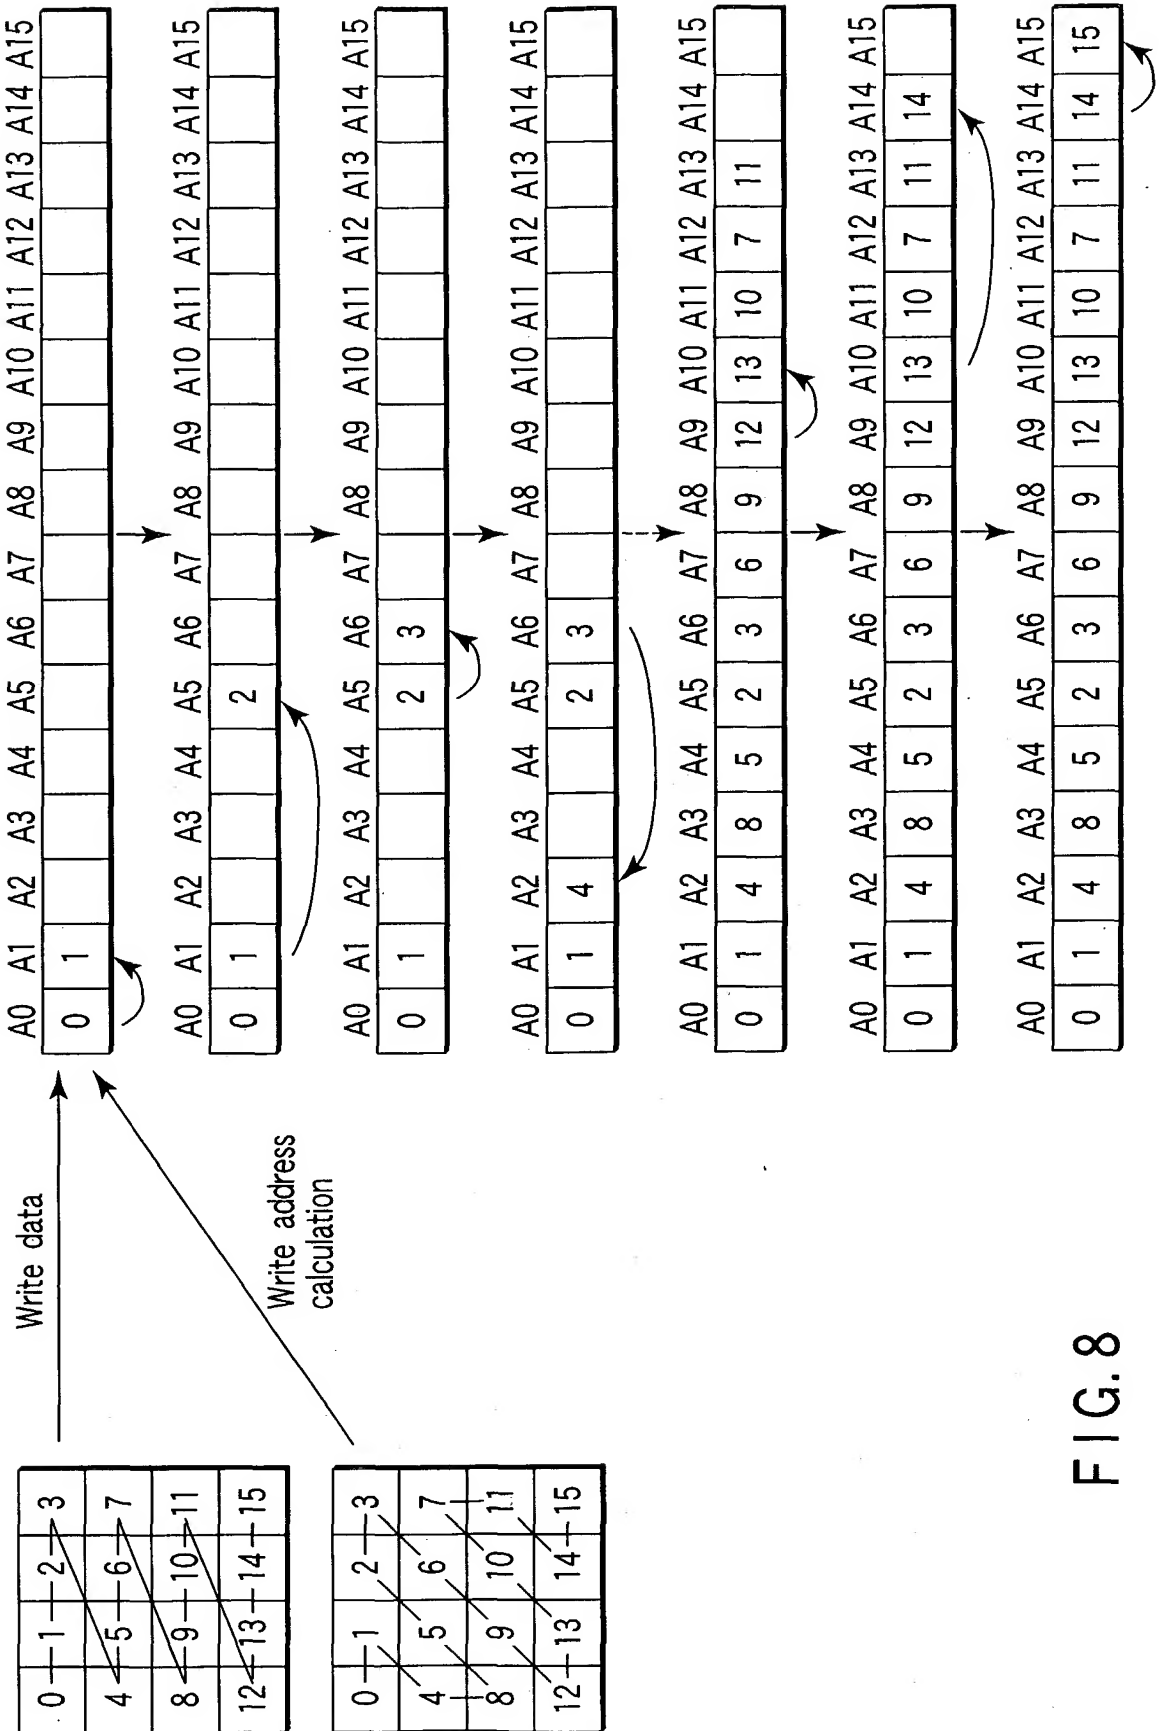 0 1 2 3
4 5 6 7
8 9 10 11
12 13 14 15
Write data
0 1 2 3
4 5 6 7
8 9 10 11
12 13 14 15
Write address
calculation
A0 A1 A2 A3 A4 A5 A6 A7 A8 A9 A10 A11 A12 A13 A14 A15
0 1
A0 A1 A2 A3 A4 A5 A6 A7 A8 A9 A10 A11 A12 A13 A14 A15
0 1 2
A0 A1 A2 A3 A4 A5 A6 A7 A8 A9 A10 A11 A12 A13 A14 A15
0 1 2 3
A0 A1 A2 A3 A4 A5 A6 A7 A8 A9 A10 A11 A12 A13 A14 A15
0 1 4 2 3
A0 A1 A2 A3 A4 A5 A6 A7 A8 A9 A10 A11 A12 A13 A14 A15
0 1 4 8 5 2 3 6 9 12 13 10 7 11
A0 A1 A2 A3 A4 A5 A6 A7 A8 A9 A10 A11 A12 A13 A14 A15
0 1 4 8 5 2 3 6 9 12 13 10 7 11 14
A0 A1 A2 A3 A4 A5 A6 A7 A8 A9 A10 A11 A12 A13 A14 A15
0 1 4 8 5 2 3 6 9 12 13 10 7 11 14 15
FIG. 8